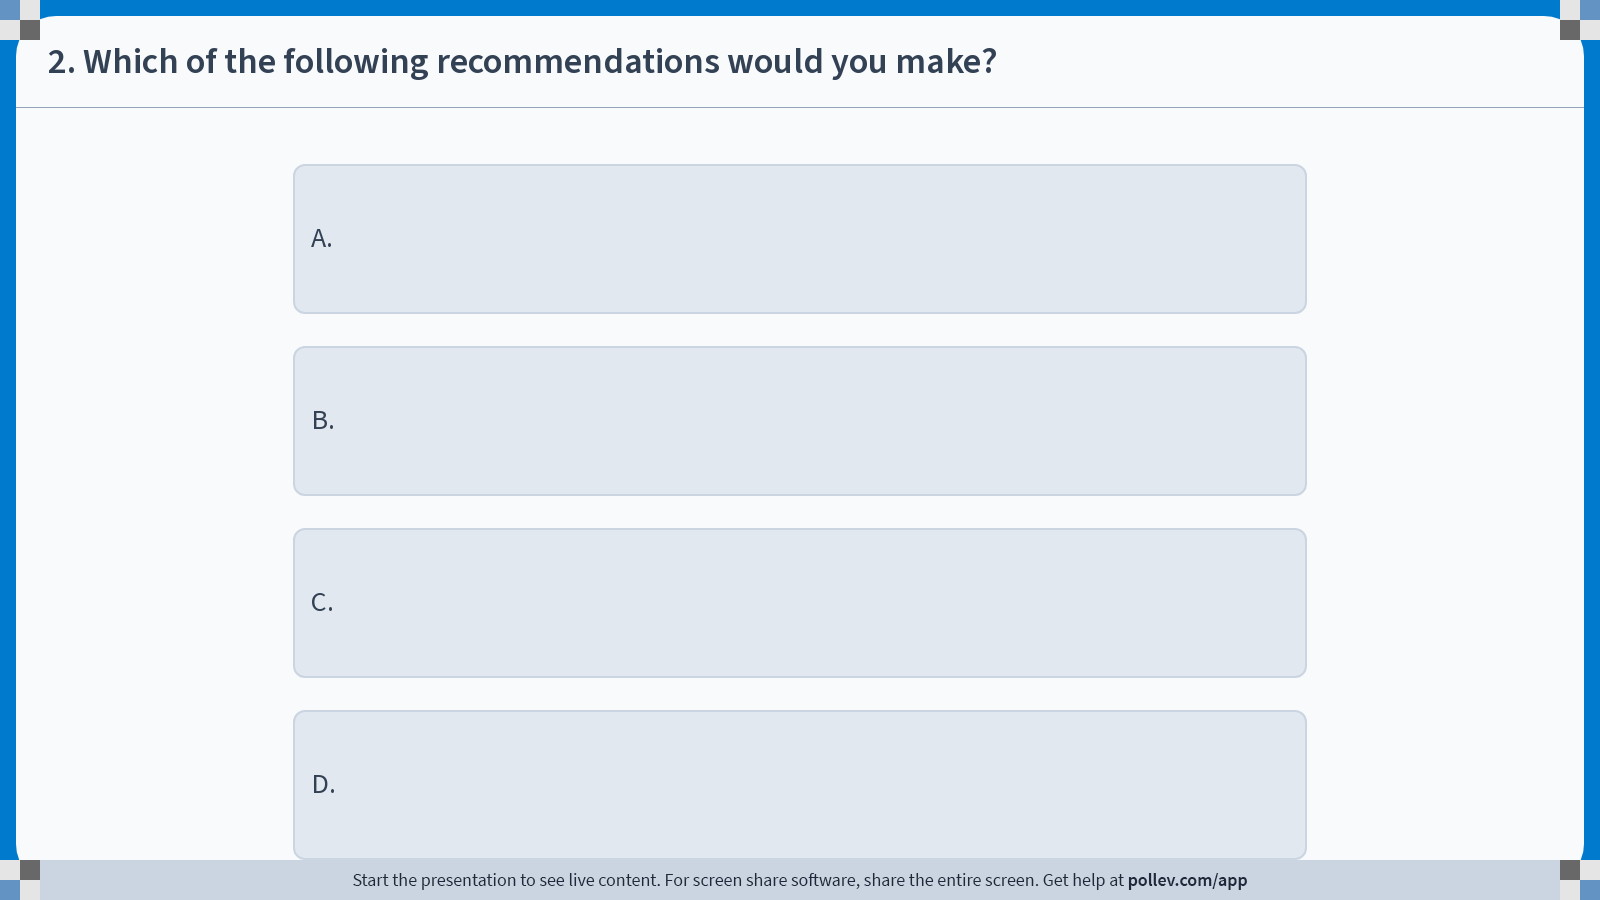 2. Which of the following recommendations would you make?
A.
B.
C.
D.
Start the presentation to see live content. For screen share software, share the entire screen. Get help at pollev.com/app